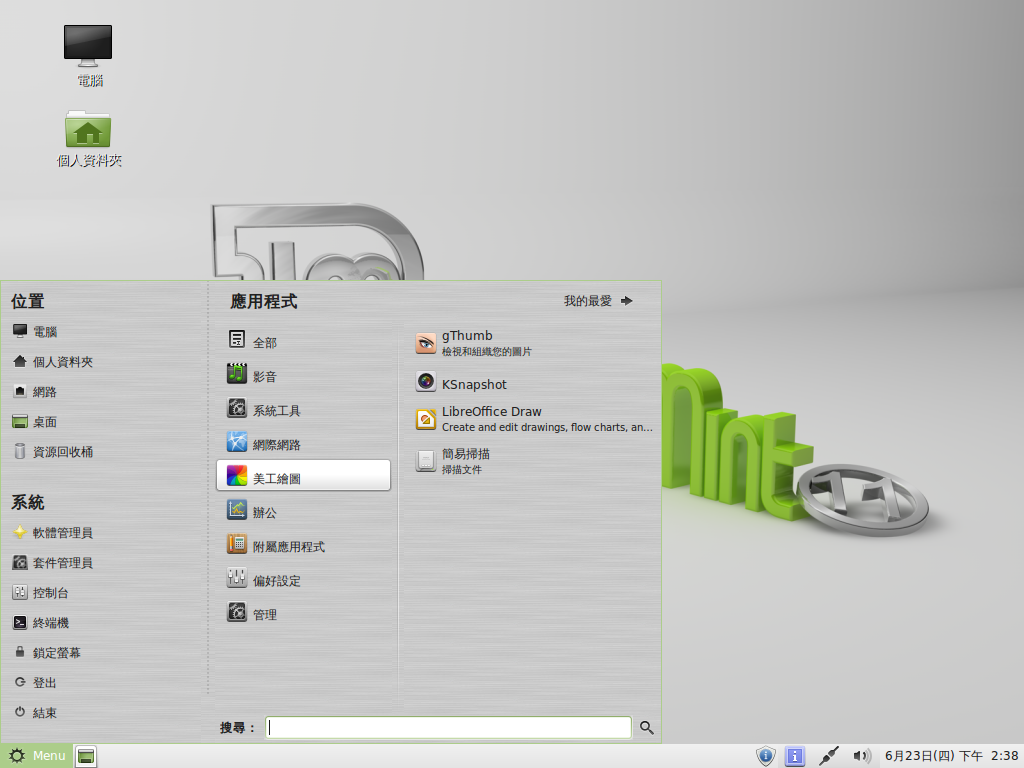 電腦
個人資料夾
Mint
11
位置
電腦
個人資料夾
網路
桌面
資源回收桶
系統
軟體管理員
套件管理員
控制台
終端機
鎖定螢幕
登出
結束
應用程式
我的最愛
全部
影音
系統工具
網際網路
美工繪圖
辦公
附屬應用程式
偏好設定
管理
gThumb
檢視和組織您的圖片
KSnapshot
LibreOffice Draw
Create and edit drawings, flow charts, an...
簡易掃描
掃描文件
搜尋：
Menu
6月23日(四) 下午 2:38